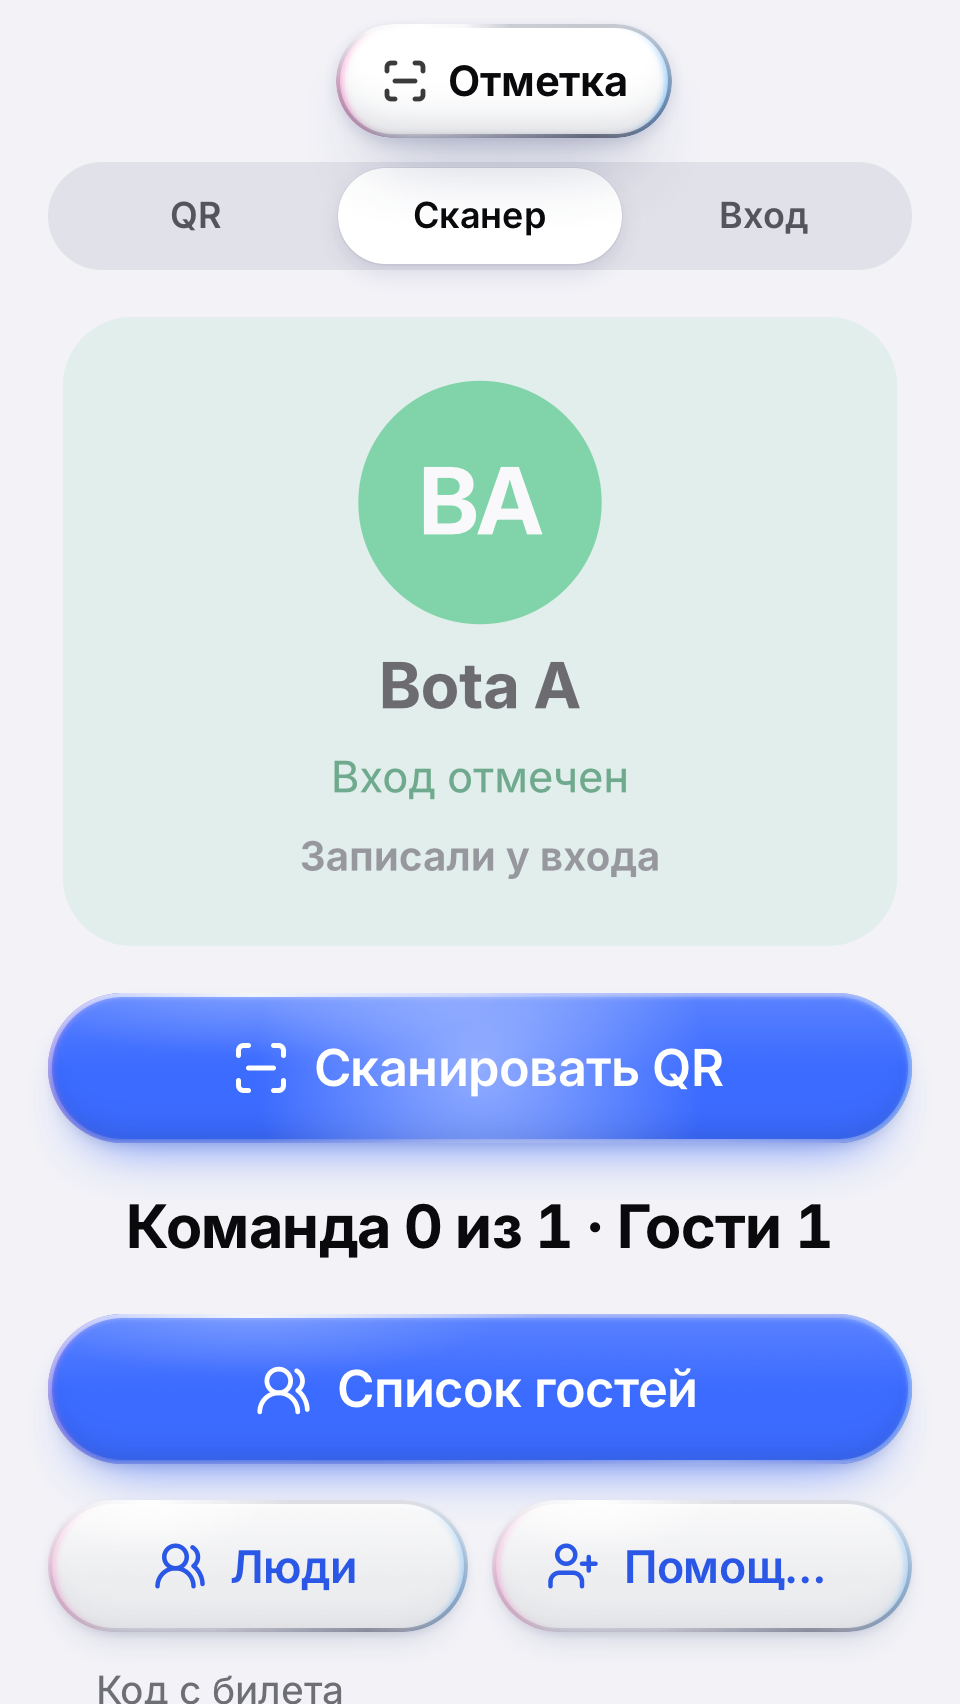 Отметка
QR
Сканер
Вход
BA
Bota A
Вход отмечен
Записали у входа
Сканировать QR
Команда 0 из 1 · Гости 1
Список гостей
Люди
Помощ...
Код с билета